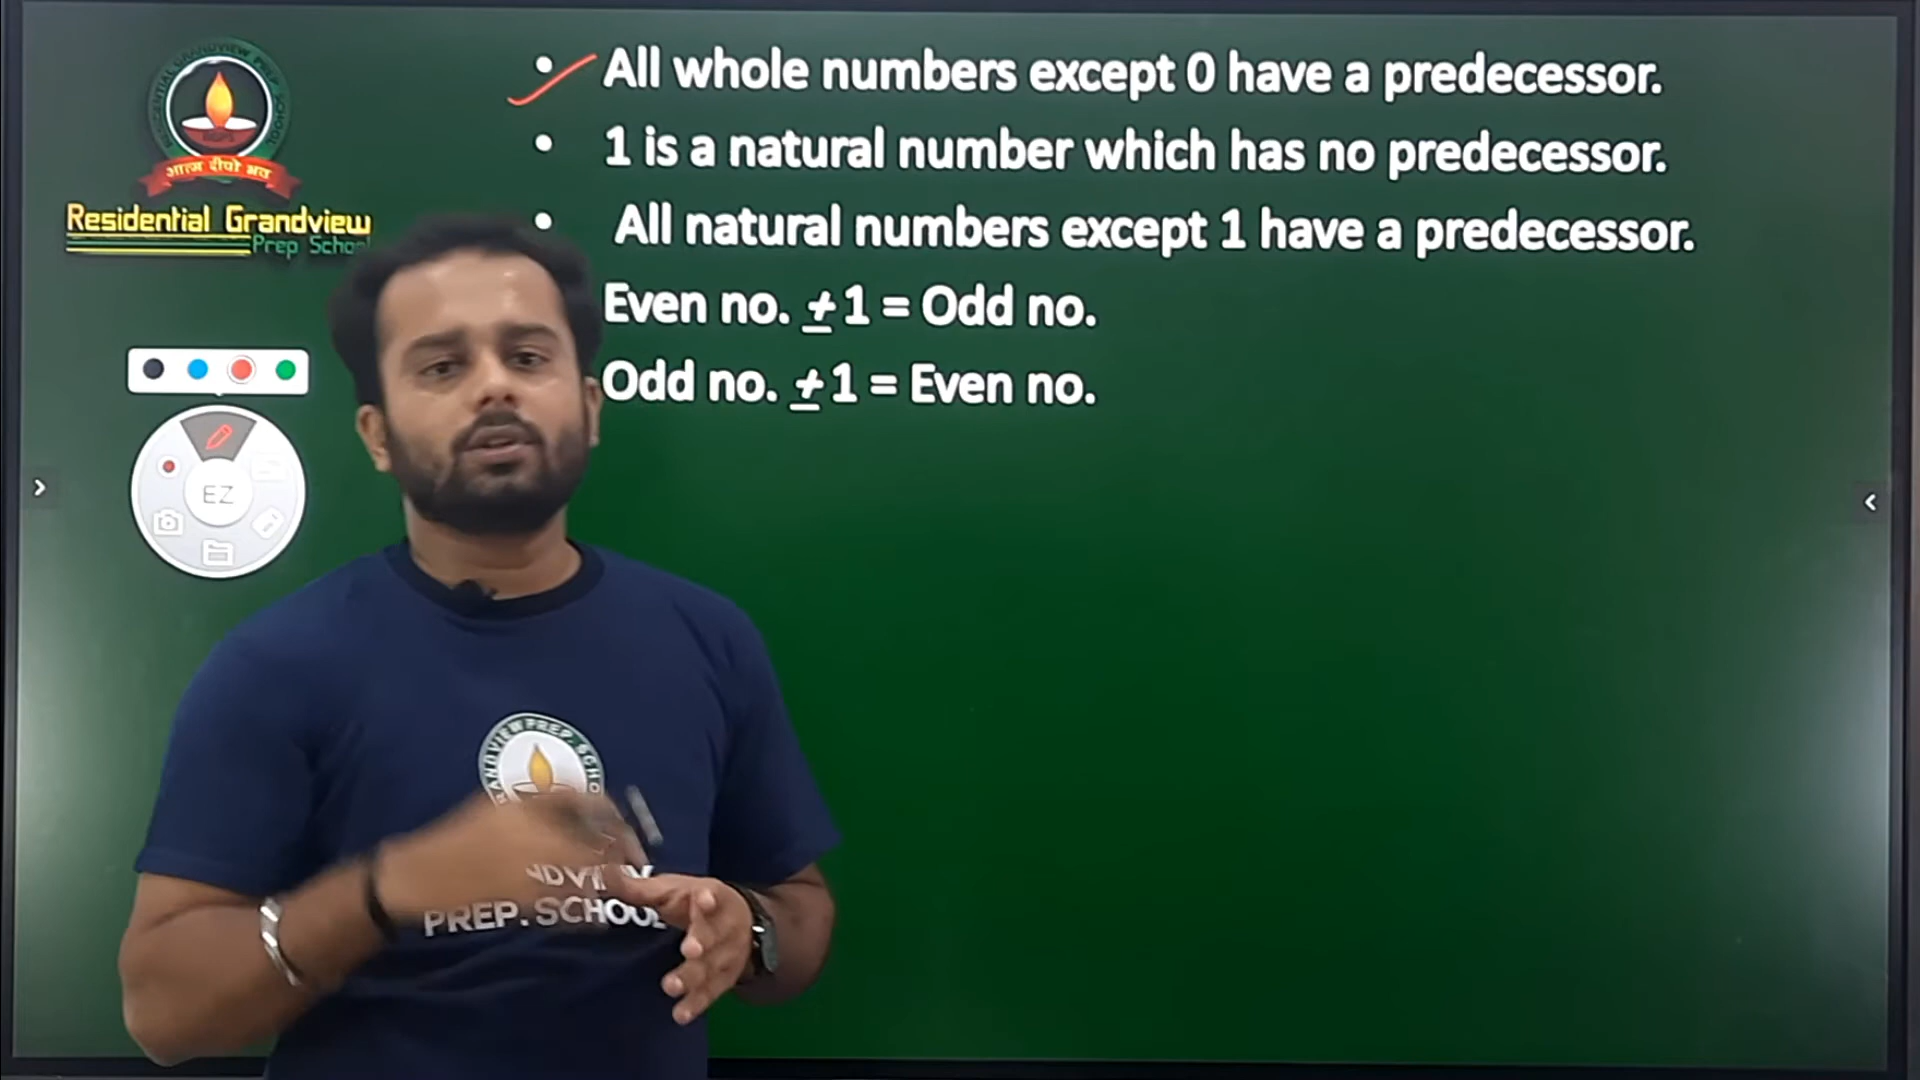 • All whole numbers except 0 have a predecessor.
• 1 is a natural number which has no predecessor.
• All natural numbers except 1 have a predecessor.
Even no. ± 1 = Odd no.
Odd no. ± 1 = Even no.
आत्म दीपो भव
Residential Grandview
Prep School
EZ
PREP. SCHOOL